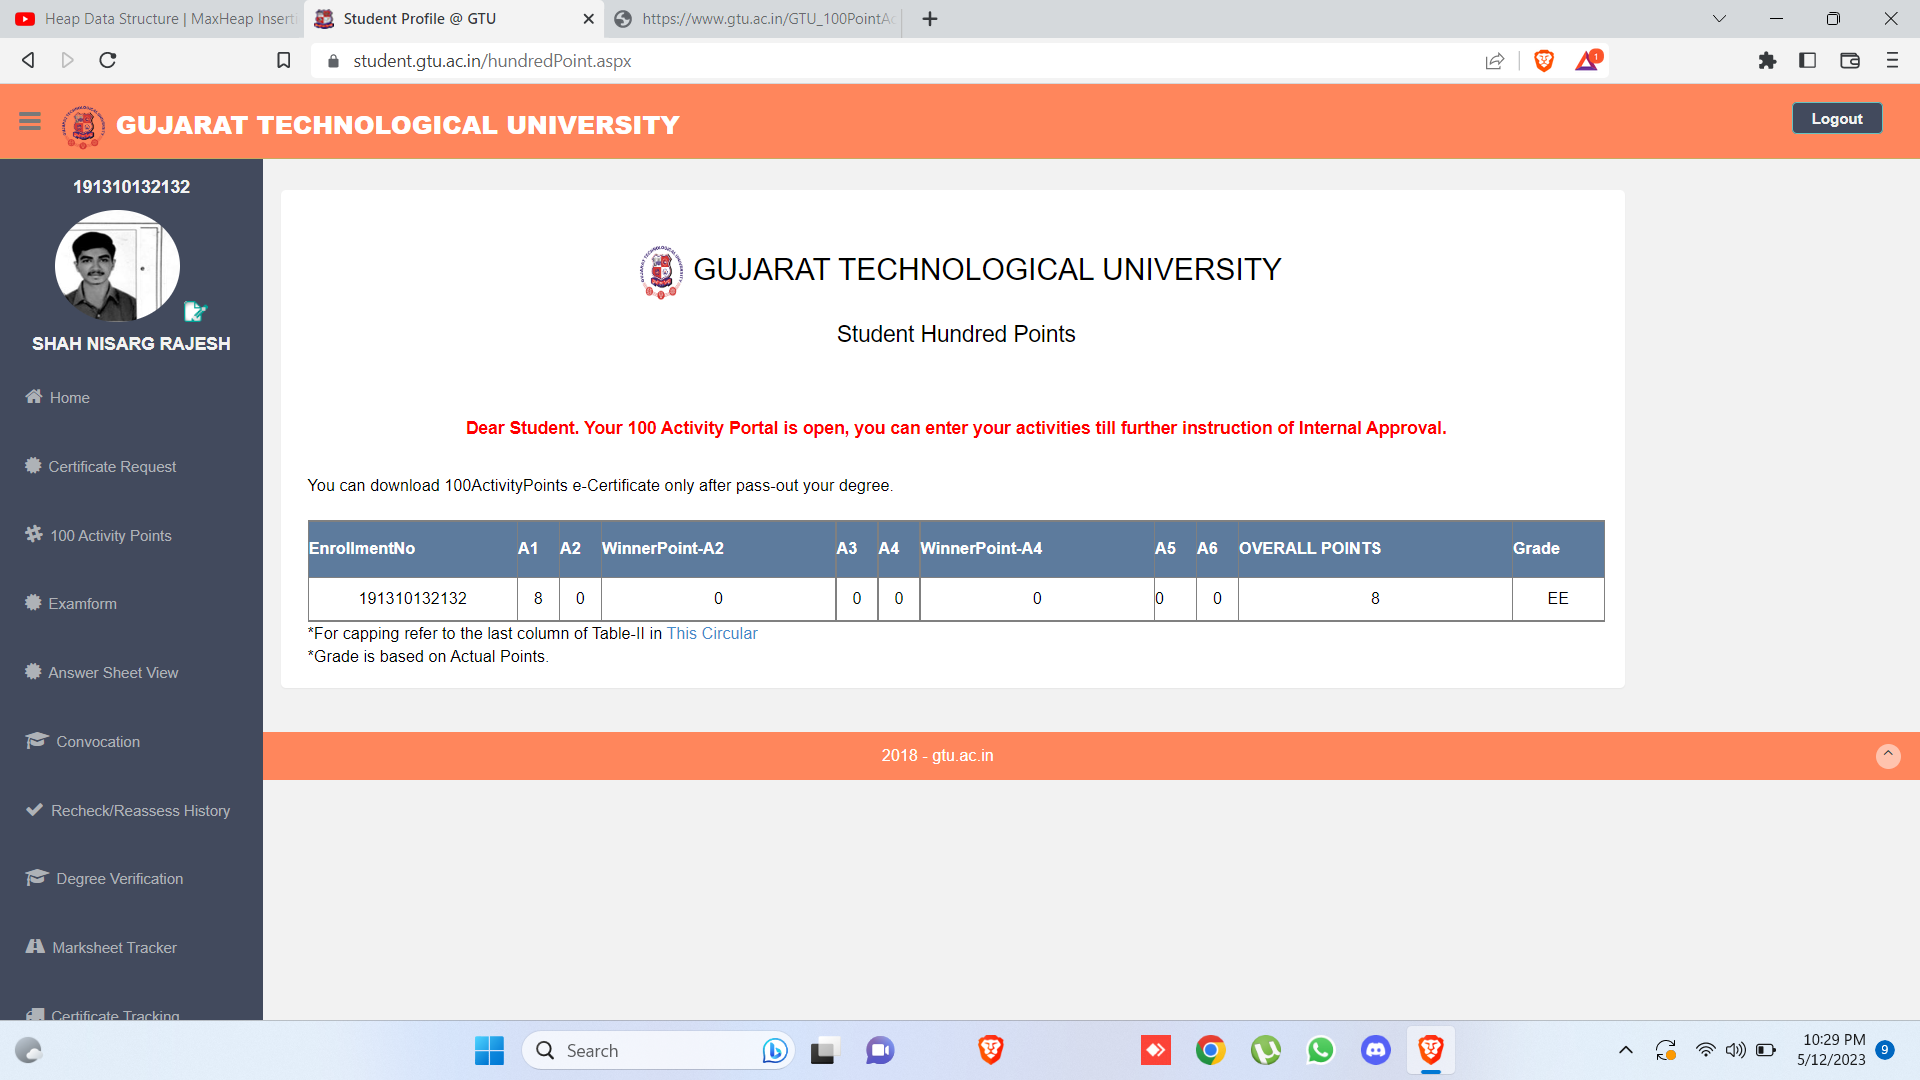 Heap Data Structure | MaxHeap Inserti
Student Profile @ GTU
https://www.gtu.ac.in/GTU_100PointAc
student.gtu.ac.in/hundredPoint.aspx
1
GUJARAT TECHNOLOGICAL UNIVERSITY
Logout
191310132132
SHAH NISARG RAJESH
Home
Certificate Request
100 Activity Points
Examform
Answer Sheet View
Convocation
Recheck/Reassess History
Degree Verification
Marksheet Tracker
Certificate Tracking
GUJARAT TECHNOLOGICAL UNIVERSITY
Student Hundred Points
Dear Student. Your 100 Activity Portal is open, you can enter your activities till further instruction of Internal Approval.
You can download 100ActivityPoints e-Certificate only after pass-out your degree.
EnrollmentNo A1 A2 WinnerPoint-A2 A3 A4 WinnerPoint-A4 A5 A6 OVERALL POINTS Grade
191310132132 8 0 0 0 0 0 0 0 8 EE
*For capping refer to the last column of Table-II in This Circular
*Grade is based on Actual Points.
2018 - gtu.ac.in
Search
10:29 PM
5/12/2023
9